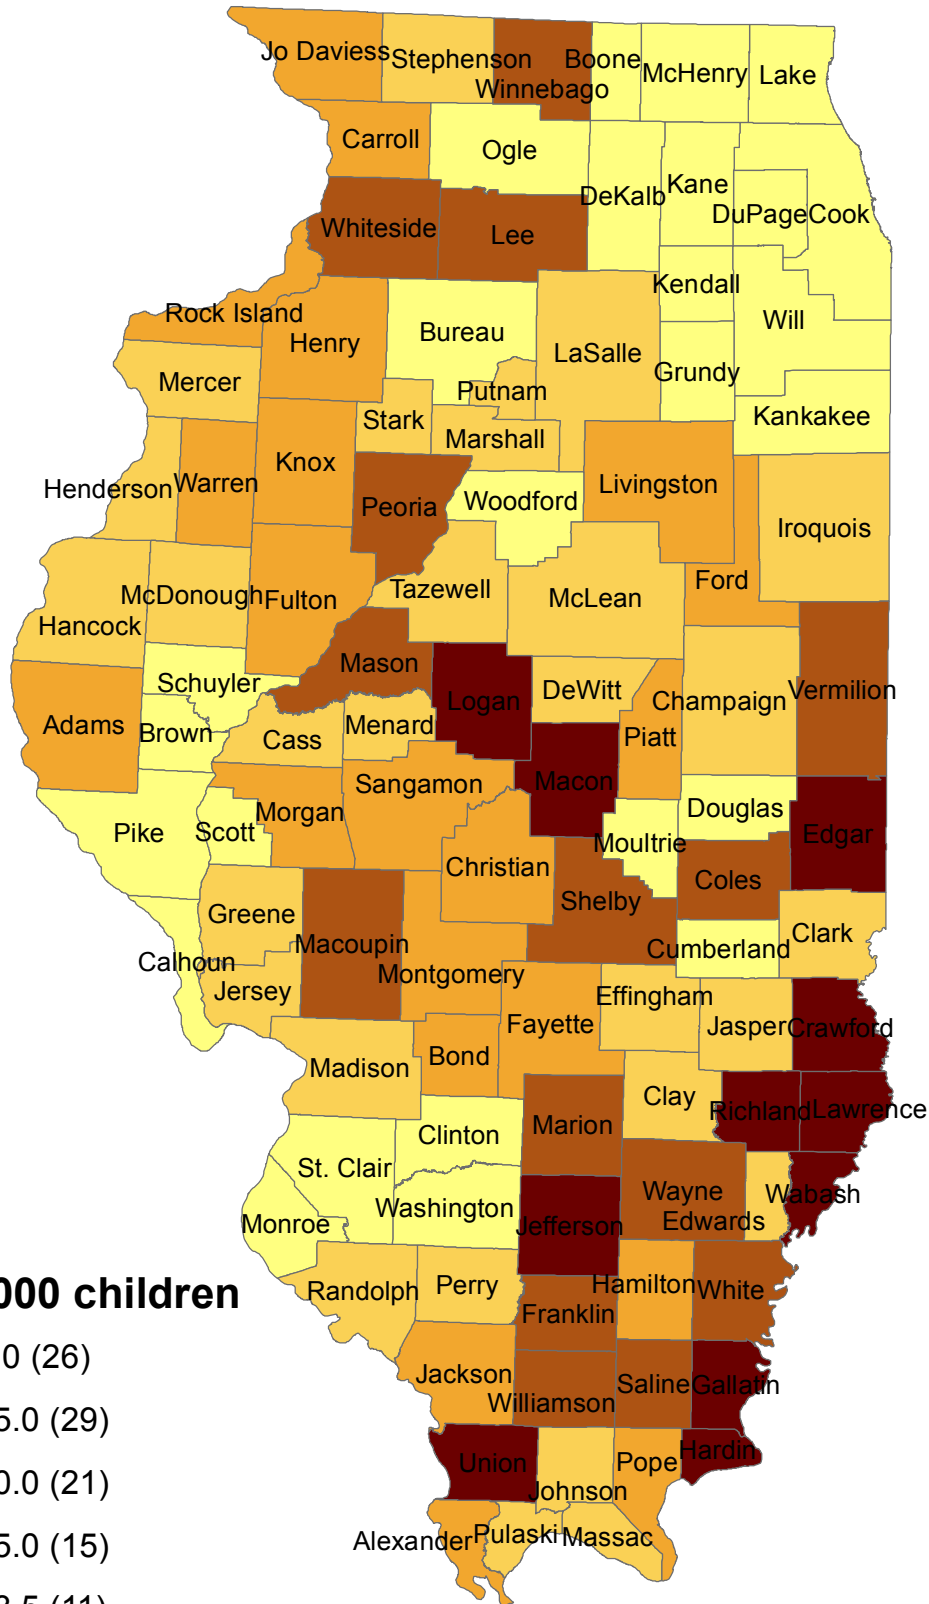 Jo Daviess
Stephenson
Winnebago
Boone
McHenry
Lake
Carroll
Ogle
DeKalb
Kane
DuPage
Cook
Whiteside
Lee
Kendall
Will
Rock Island
Henry
Bureau
LaSalle
Grundy
Mercer
Putnam
Kankakee
Stark
Marshall
Henderson
Warren
Knox
Peoria
Woodford
Livingston
Iroquois
Ford
Hancock
McDonough
Fulton
Tazewell
McLean
Mason
Schuyler
Logan
DeWitt
Champaign
Vermilion
Adams
Brown
Cass
Menard
Piatt
Macon
Sangamon
Morgan
Pike
Scott
Christian
Moultrie
Douglas
Edgar
Coles
Shelby
Greene
Macoupin
Clark
Cumberland
Calhoun
Montgomery
Jersey
Effingham
Fayette
Jasper
Crawford
Madison
Bond
Clay
Richland
Lawrence
Clinton
Marion
St. Clair
Wayne
Wabash
Washington
Edwards
Monroe
Jefferson
Randolph
Perry
Hamilton
White
Franklin
Jackson
Williamson
Saline
Gallatin
Union
Pope
Hardin
Johnson
Alexander
Pulaski
Massac
000 children
0 (26)
5.0 (29)
0.0 (21)
5.0 (15)